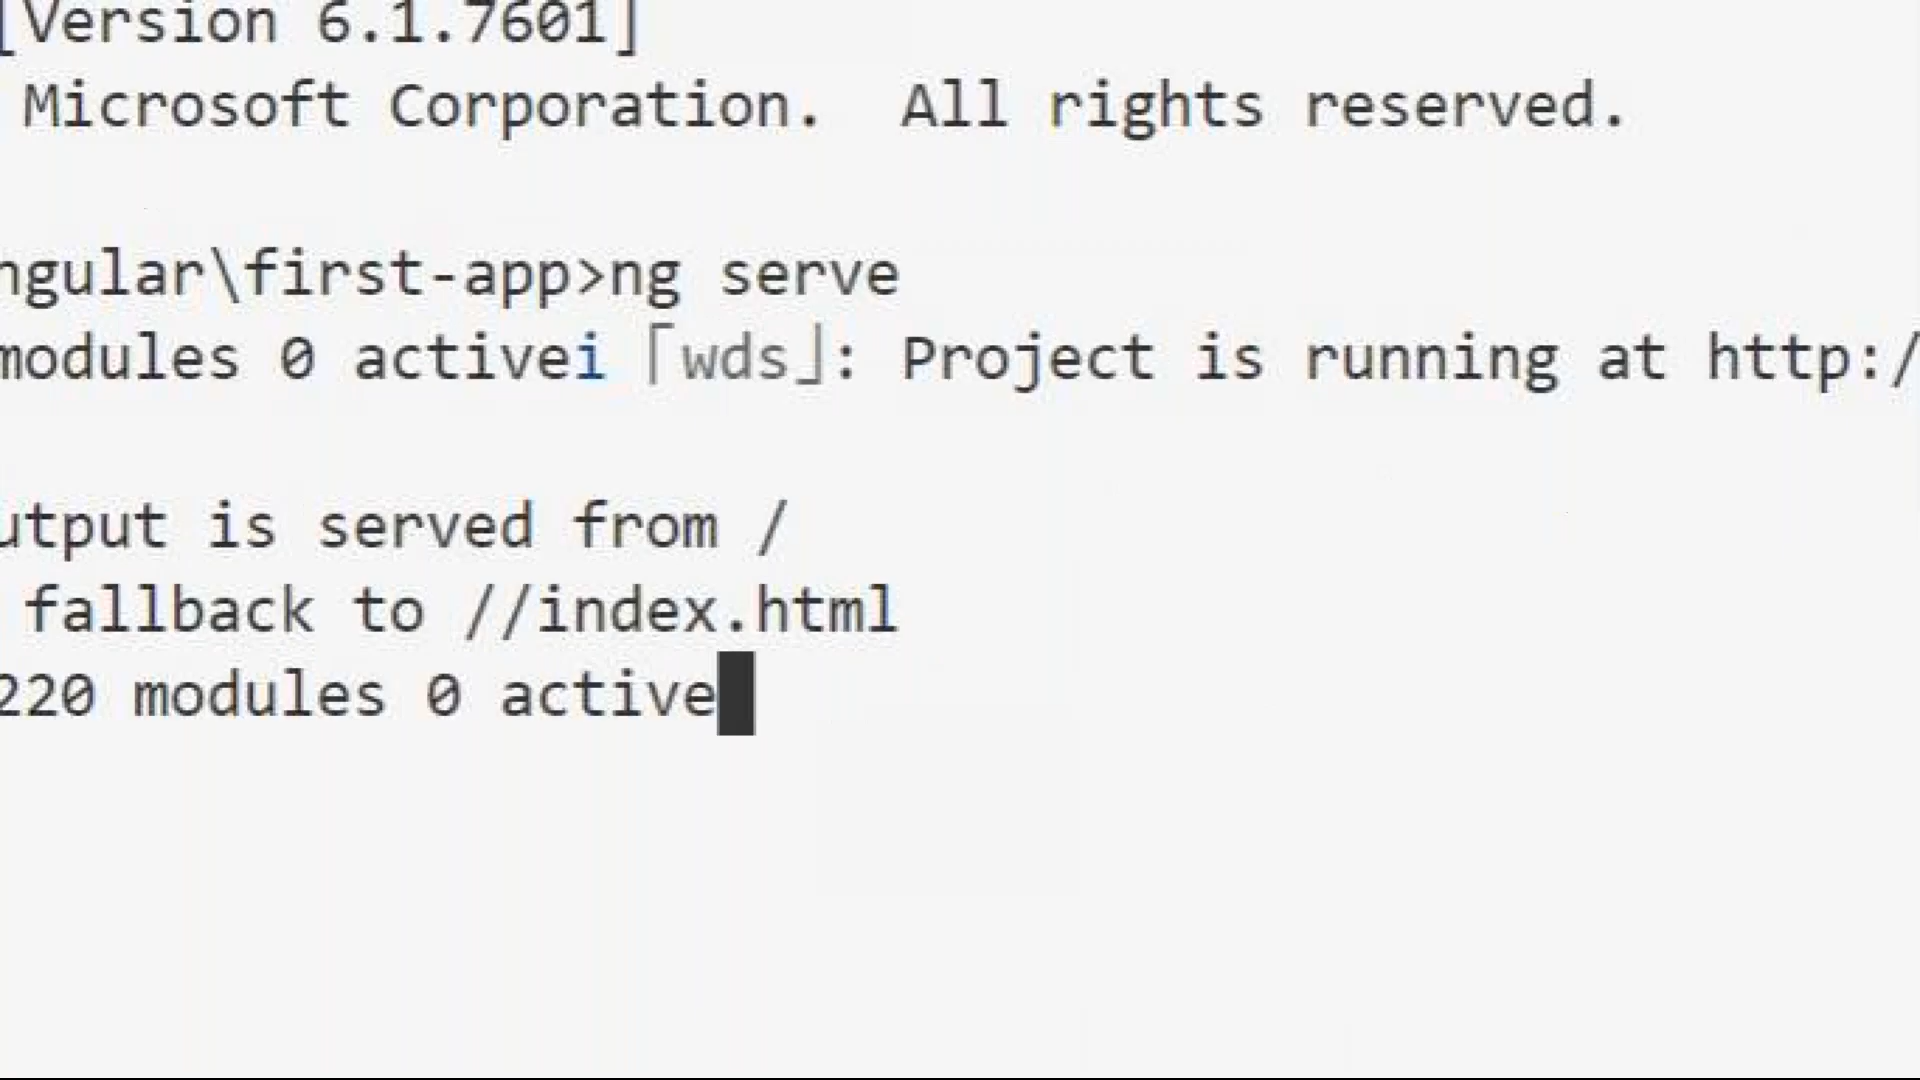 [Version 6.1.7601]
Microsoft Corporation.  All rights reserved.
ngular\first-app>ng serve
modules 0 activei ｢wds｣: Project is running at http:/
utput is served from /
fallback to //index.html
220 modules 0 active